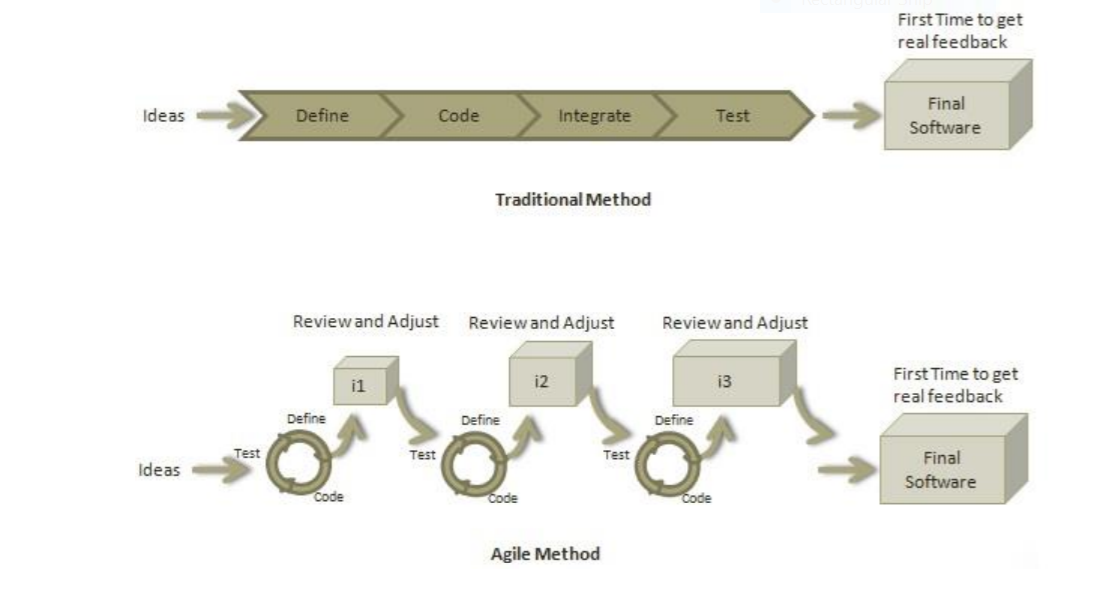 First Time to get
real feedback
Ideas
Define
Code
Integrate
Test
Final
Software
Traditional Method
Review and Adjust
Review and Adjust
Review and Adjust
i1
i2
i3
First Time to get
real feedback
Define
Define
Define
Test
Test
Test
Ideas
Final
Software
Code
Code
Code
Agile Method